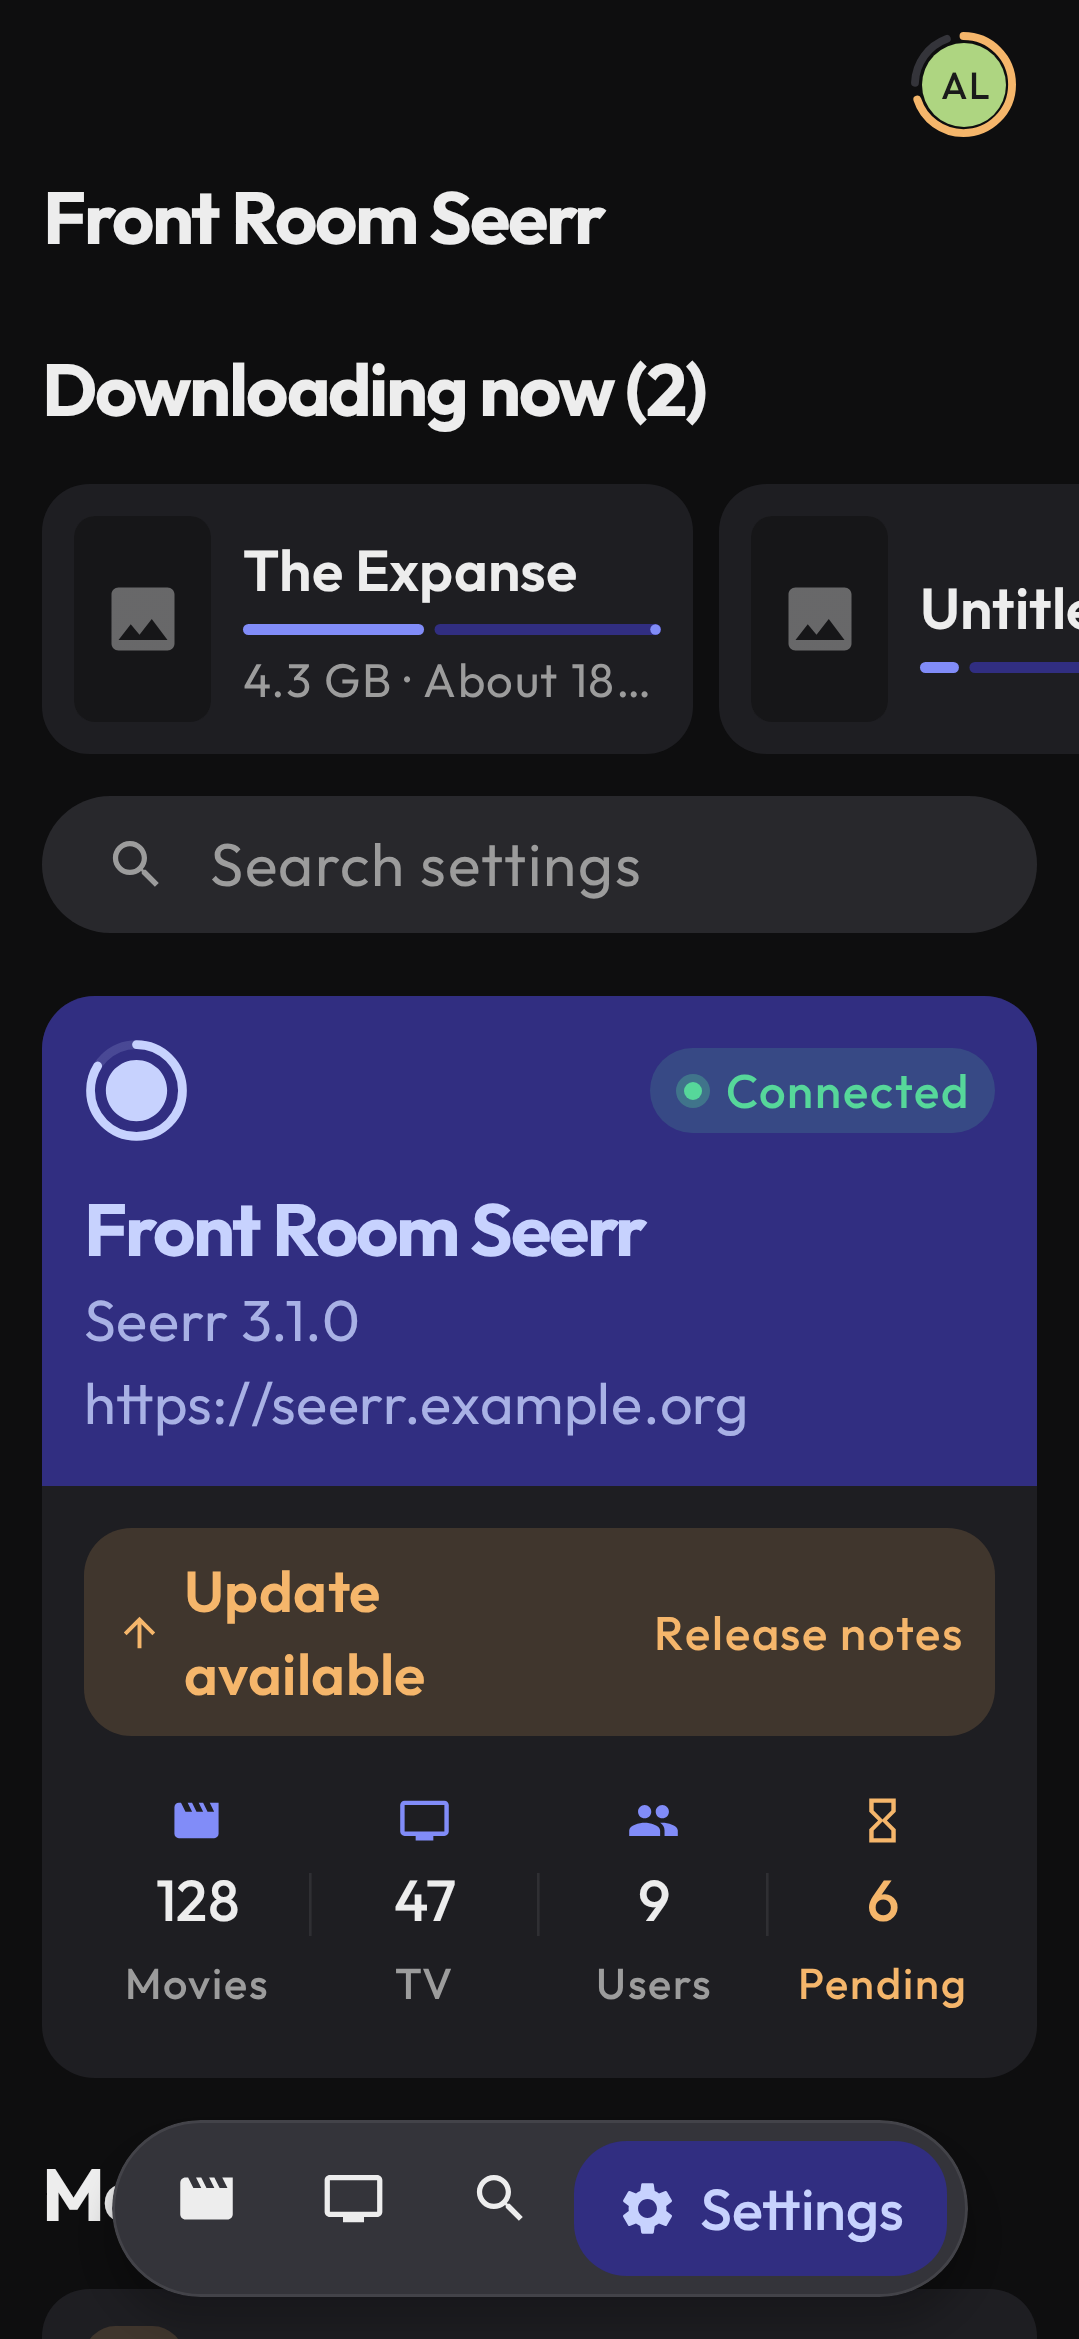 AL
Front Room Seerr
Downloading now (2)
The Expanse
4.3 GB · About 18…
Search settings
Connected
Front Room Seerr
Seerr 3.1.0
https://seerr.example.org
Update
available
Release notes
128
47
9
6
Movies
TV
Users
Pending
Settings